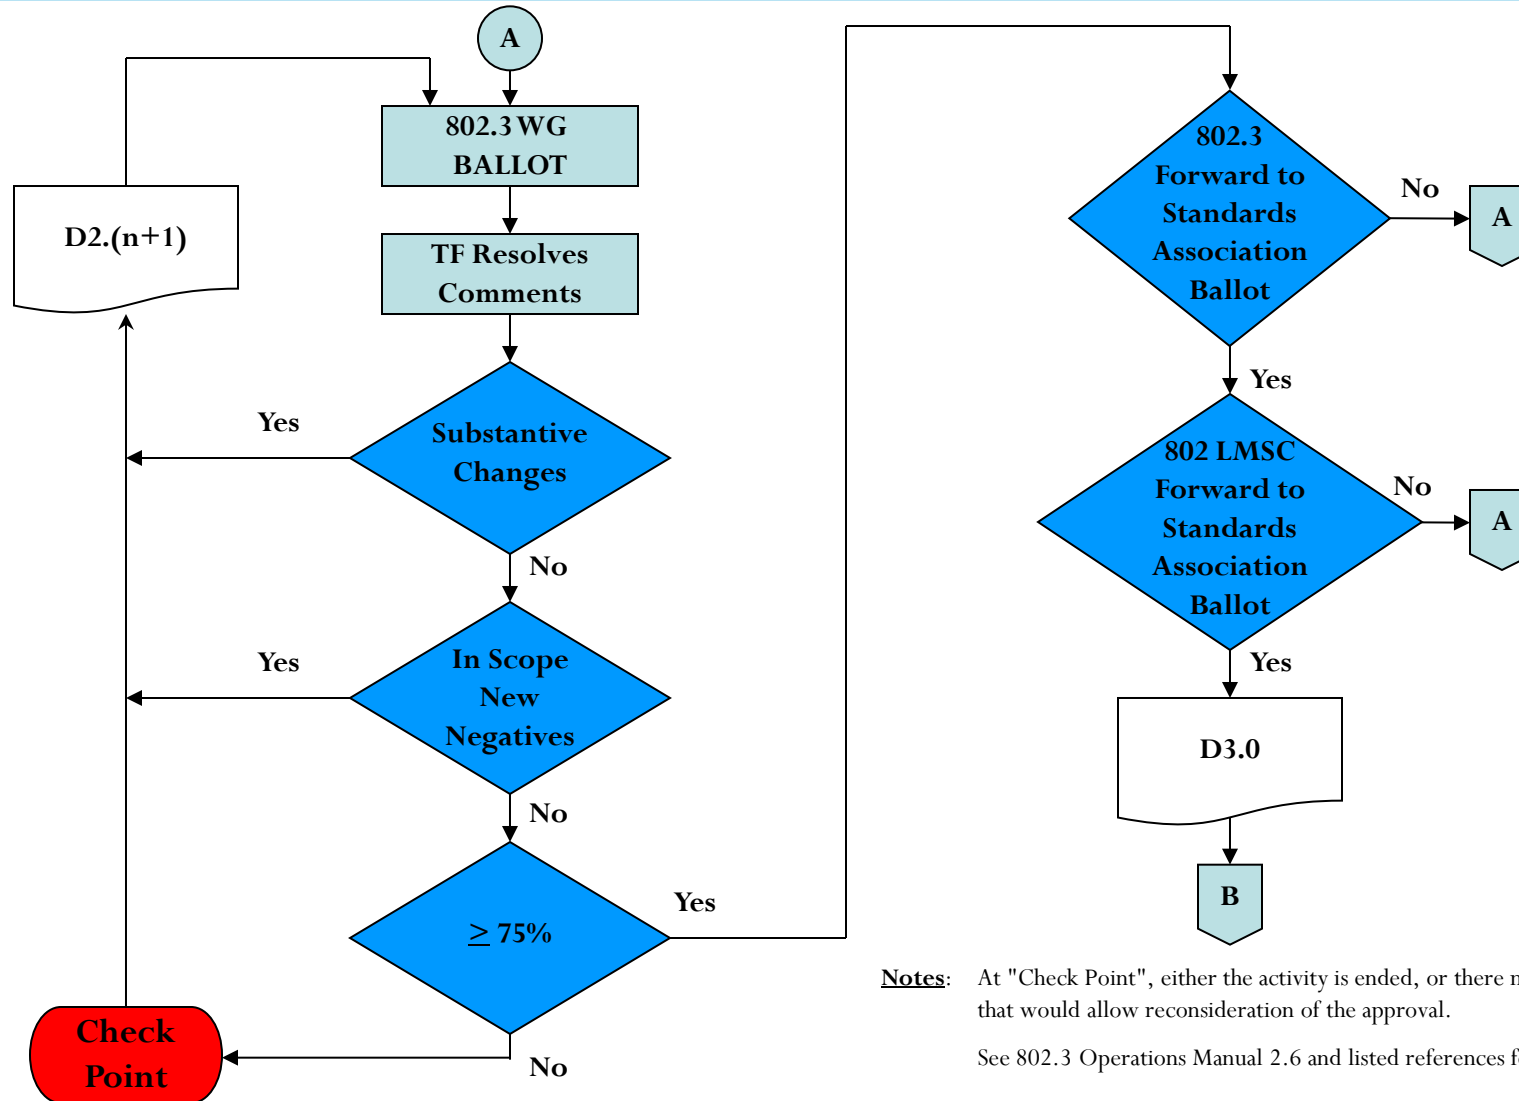 A
802.3 WG
BALLOT
D2.(n+1)
TF Resolves
Comments
Yes
Substantive
Changes
No
Yes
In Scope
New
Negatives
No
≥ 75%
Yes
Check
Point
No
802.3
Forward to
Standards
Association
Ballot
No
A
Yes
802 LMSC
Forward to
Standards
Association
Ballot
No
A
Yes
D3.0
B
Notes: At "Check Point", either the activity is ended, or there
that would allow reconsideration of the approval.
See 802.3 Operations Manual 2.6 and listed references